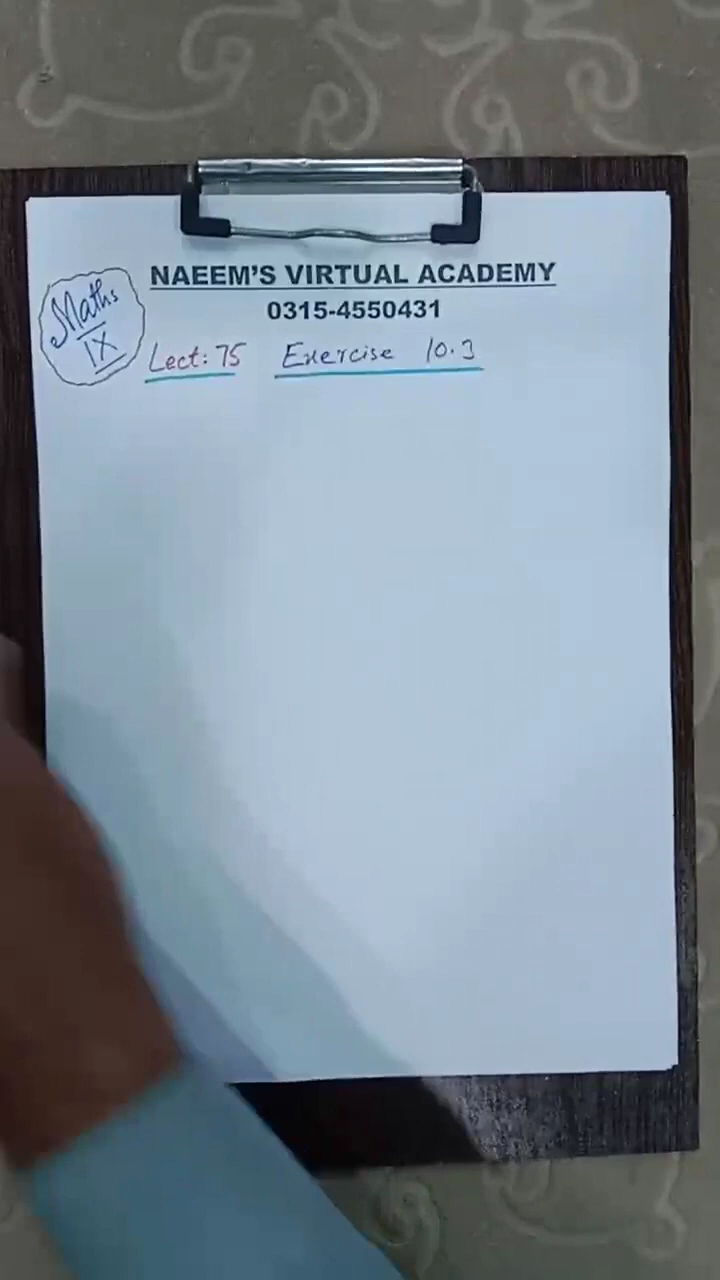 NAEEM'S VIRTUAL ACADEMY
0315-4550431
Maths
IX
Lect: 75 Exercise 10.3